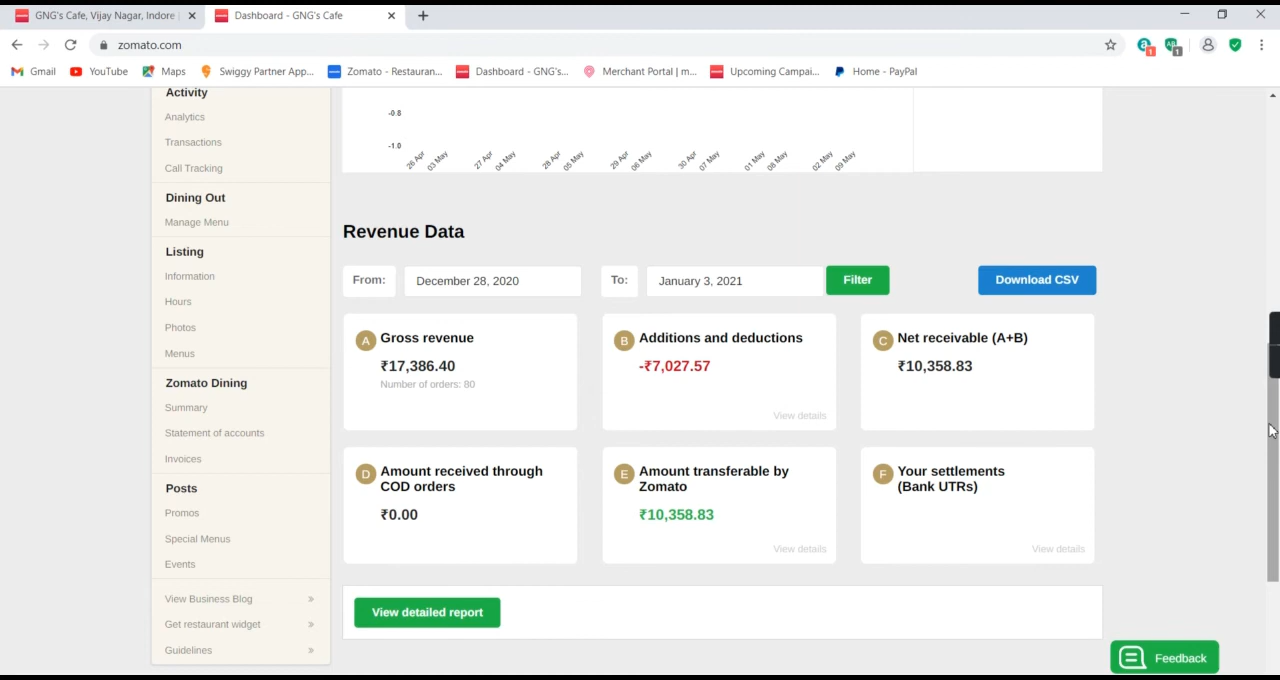 GNG's Cafe, Vijay Nagar, Indore
Dashboard - GNG's Cafe
zomato.com
1
1
Gmail
YouTube
Maps
Swiggy Partner App...
Zomato - Restauran...
Dashboard - GNG's...
Merchant Portal | m...
Upcoming Campai...
Home - PayPal
Activity
Analytics
Transactions
Call Tracking
Dining Out
Manage Menu
Listing
Information
Hours
Photos
Menus
Zomato Dining
Summary
Statement of accounts
Invoices
Posts
Promos
Special Menus
Events
View Business Blog »
Get restaurant widget »
Guidelines »
-0.8
-1.0
26 Apr 03 May 27 Apr 04 May 28 Apr 05 May 29 Apr 06 May 30 Apr 07 May 01 May 08 May 02 May 09 May
Revenue Data
From: December 28, 2020 To: January 3, 2021 Filter Download CSV
A Gross revenue
₹17,386.40
Number of orders: 80
B Additions and deductions
-₹7,027.57
View details
C Net receivable (A+B)
₹10,358.83
D Amount received through
COD orders
₹0.00
E Amount transferable by
Zomato
₹10,358.83
View details
F Your settlements
(Bank UTRs)
View details
View detailed report
Feedback